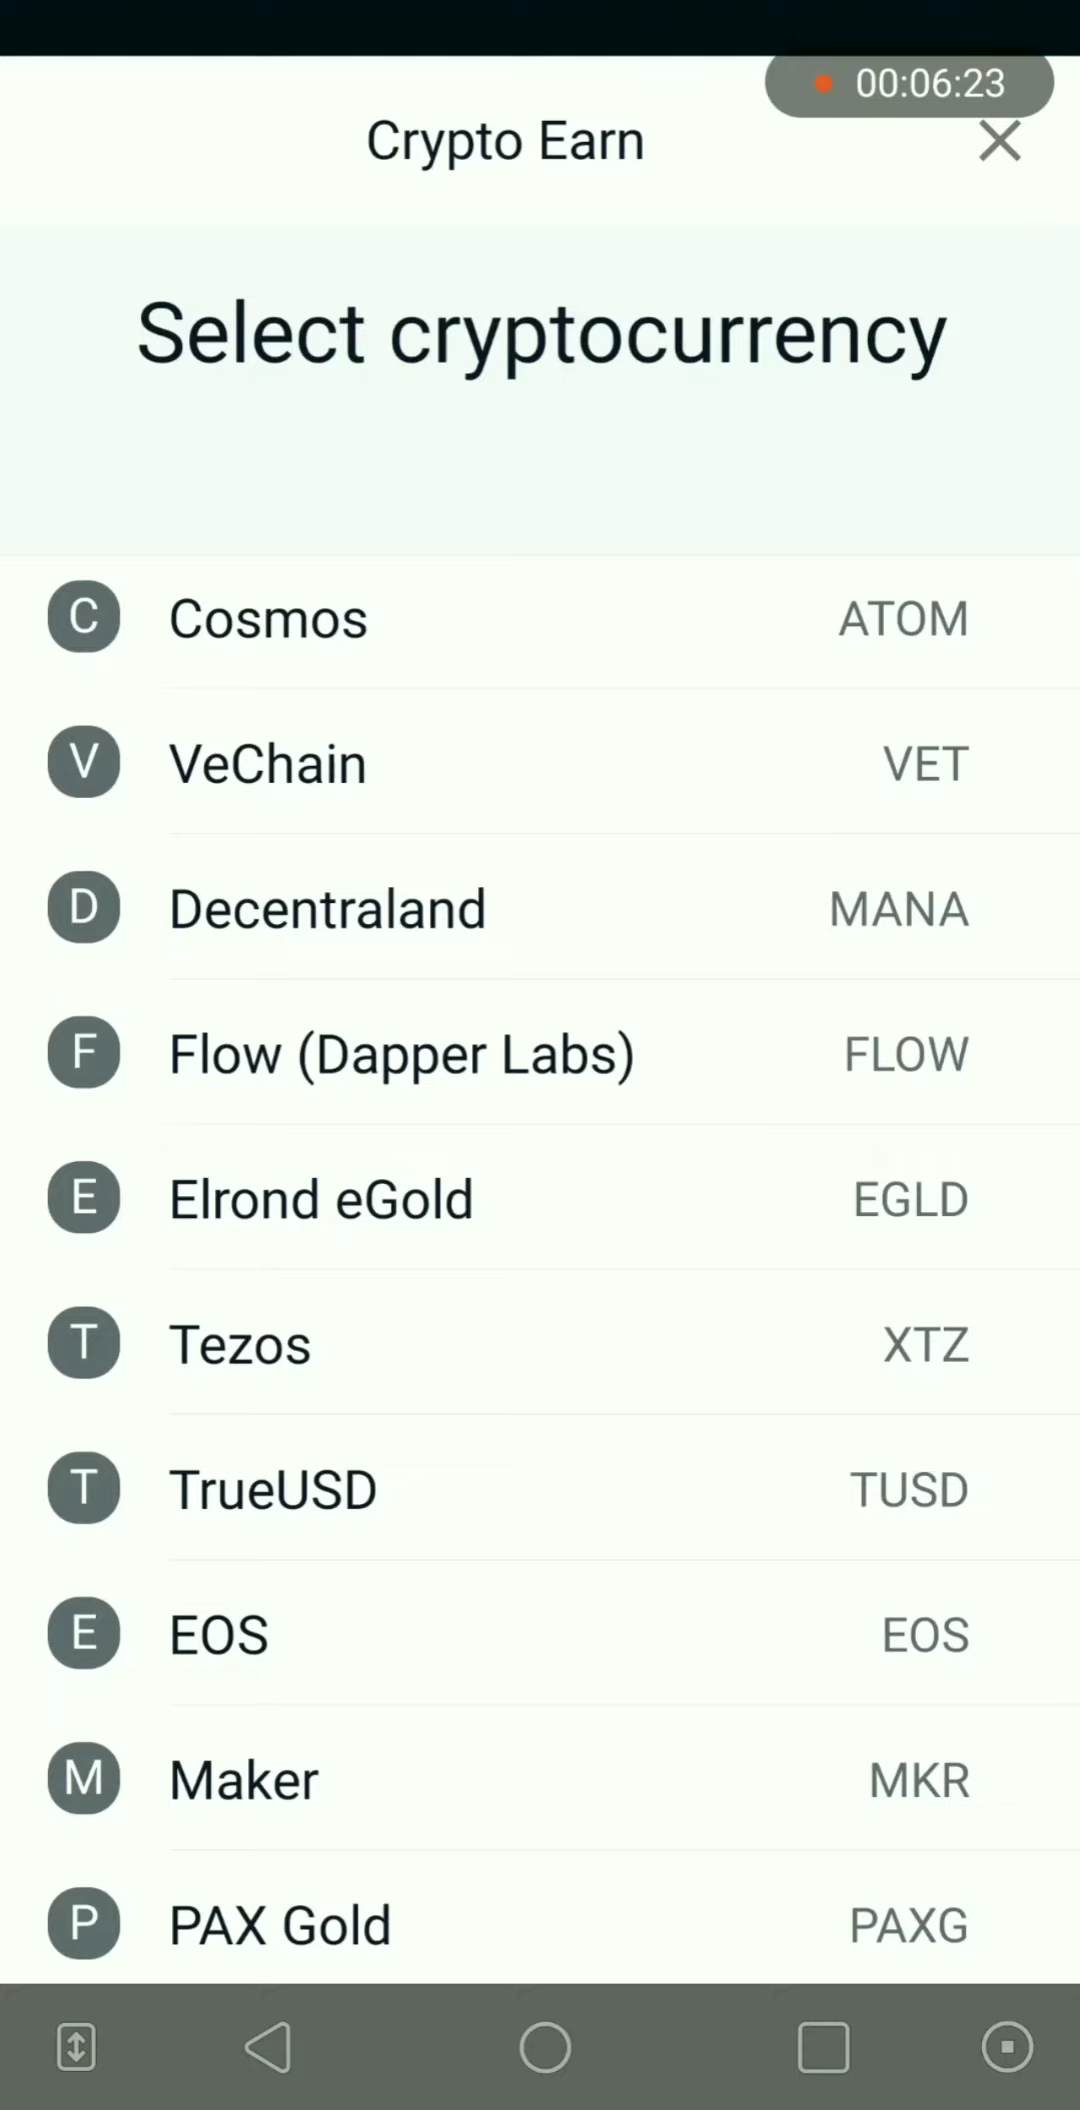 00:06:23
Crypto Earn
Select cryptocurrency
C Cosmos ATOM
V VeChain VET
D Decentraland MANA
F Flow (Dapper Labs) FLOW
E Elrond eGold EGLD
T Tezos XTZ
T TrueUSD TUSD
E EOS EOS
M Maker MKR
P PAX Gold PAXG